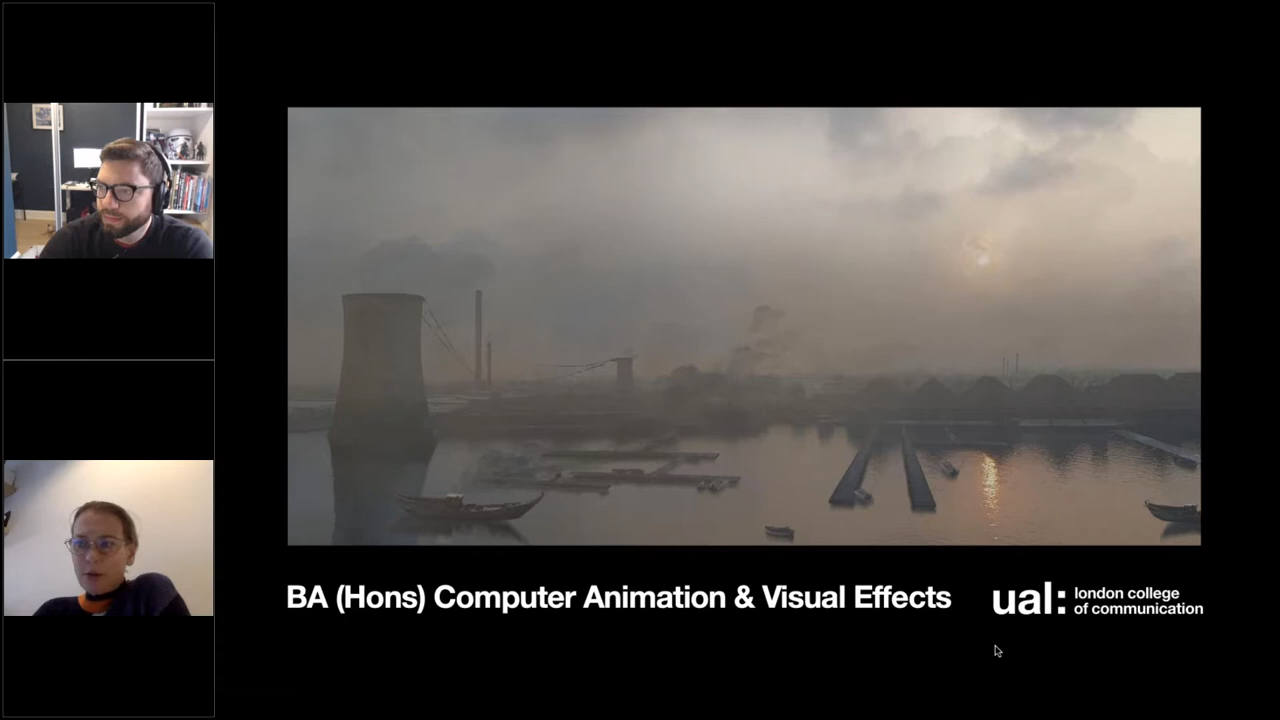 BA (Hons) Computer Animation & Visual Effects
ual: london college
of communication